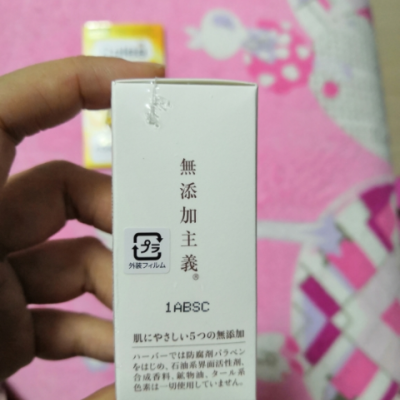 無添加主義®
プラ
外装フィルム
1ABSC
肌にやさしい5つの無添加
ハーバーでは防腐剤パラベン
をはじめ、石油系界面活性剤、
合成香料、鉱物油、タール系
色素は一切使用していません。